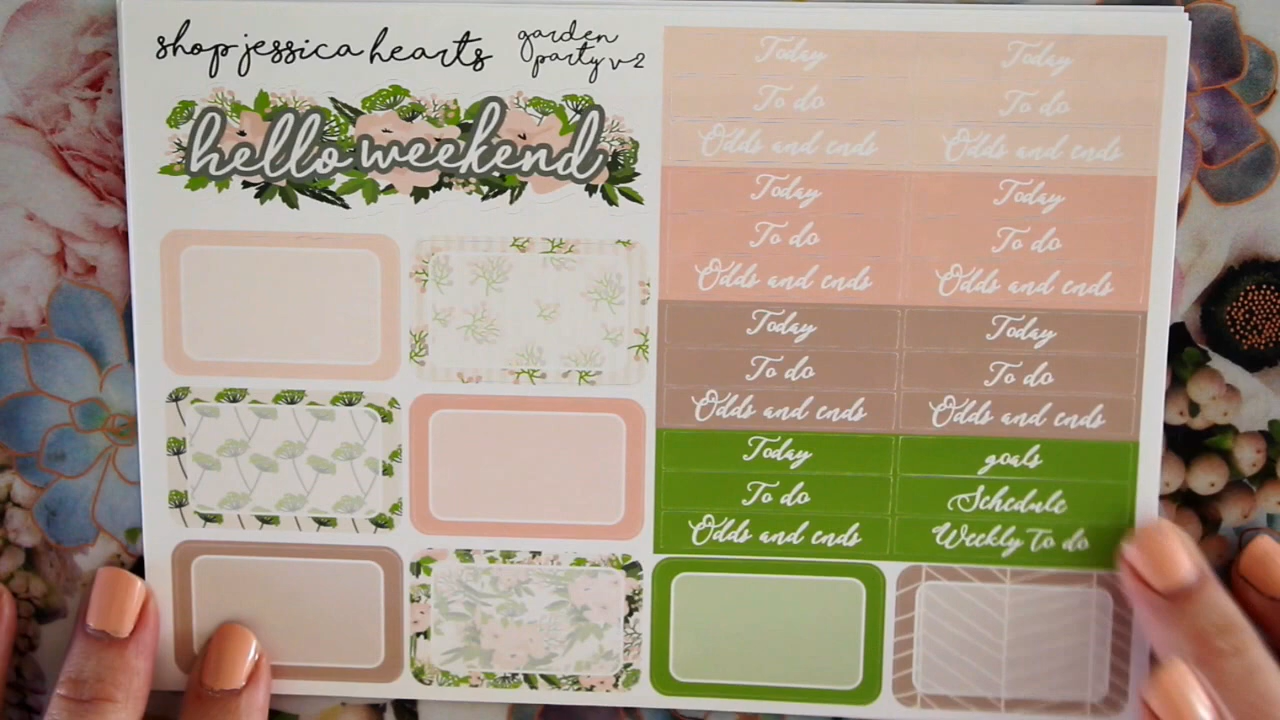 shop jessica hearts
garden
party v2
hello weekend
Today
To do
Odds and ends
Today
To do
Odds and ends
Today
To do
Odds and ends
Today
To do
Odds and ends
Today
To do
Odds and ends
Today
To do
Odds and ends
Today
To do
Odds and ends
goals
Schedule
Weekly To do